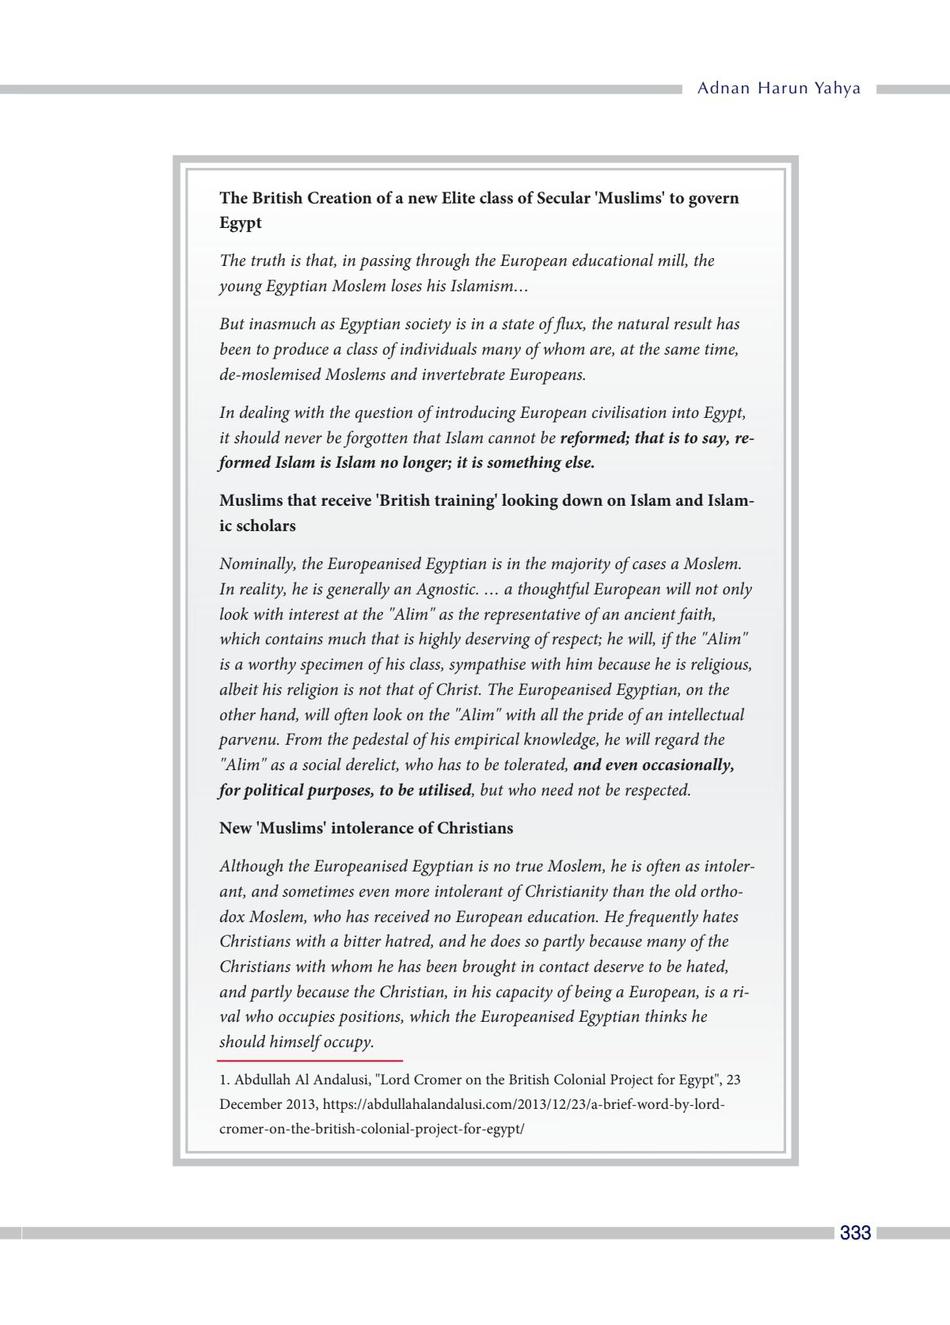 Adnan Harun Yahya
The British Creation of a new Elite class of Secular 'Muslims' to govern
Egypt
The truth is that, in passing through the European educational mill, the
young Egyptian Moslem loses his Islamism…
But inasmuch as Egyptian society is in a state of flux, the natural result has
been to produce a class of individuals many of whom are, at the same time,
de-moslemised Moslems and invertebrate Europeans.
In dealing with the question of introducing European civilisation into Egypt,
it should never be forgotten that Islam cannot be reformed; that is to say, re-
formed Islam is Islam no longer; it is something else.
Muslims that receive 'British training' looking down on Islam and Islam-
ic scholars
Nominally, the Europeanised Egyptian is in the majority of cases a Moslem.
In reality, he is generally an Agnostic. … a thoughtful European will not only
look with interest at the "Alim" as the representative of an ancient faith,
which contains much that is highly deserving of respect; he will, if the "Alim"
is a worthy specimen of his class, sympathise with him because he is religious,
albeit his religion is not that of Christ. The Europeanised Egyptian, on the
other hand, will often look on the "Alim" with all the pride of an intellectual
parvenu. From the pedestal of his empirical knowledge, he will regard the
"Alim" as a social derelict, who has to be tolerated, and even occasionally,
for political purposes, to be utilised, but who need not be respected.
New 'Muslims' intolerance of Christians
Although the Europeanised Egyptian is no true Moslem, he is often as intoler-
ant, and sometimes even more intolerant of Christianity than the old ortho-
dox Moslem, who has received no European education. He frequently hates
Christians with a bitter hatred, and he does so partly because many of the
Christians with whom he has been brought in contact deserve to be hated,
and partly because the Christian, in his capacity of being a European, is a ri-
val who occupies positions, which the Europeanised Egyptian thinks he
should himself occupy.
1. Abdullah Al Andalusi, "Lord Cromer on the British Colonial Project for Egypt", 23
December 2013, https://abdullahalandalusi.com/2013/12/23/a-brief-word-by-lord-
cromer-on-the-british-colonial-project-for-egypt/
333